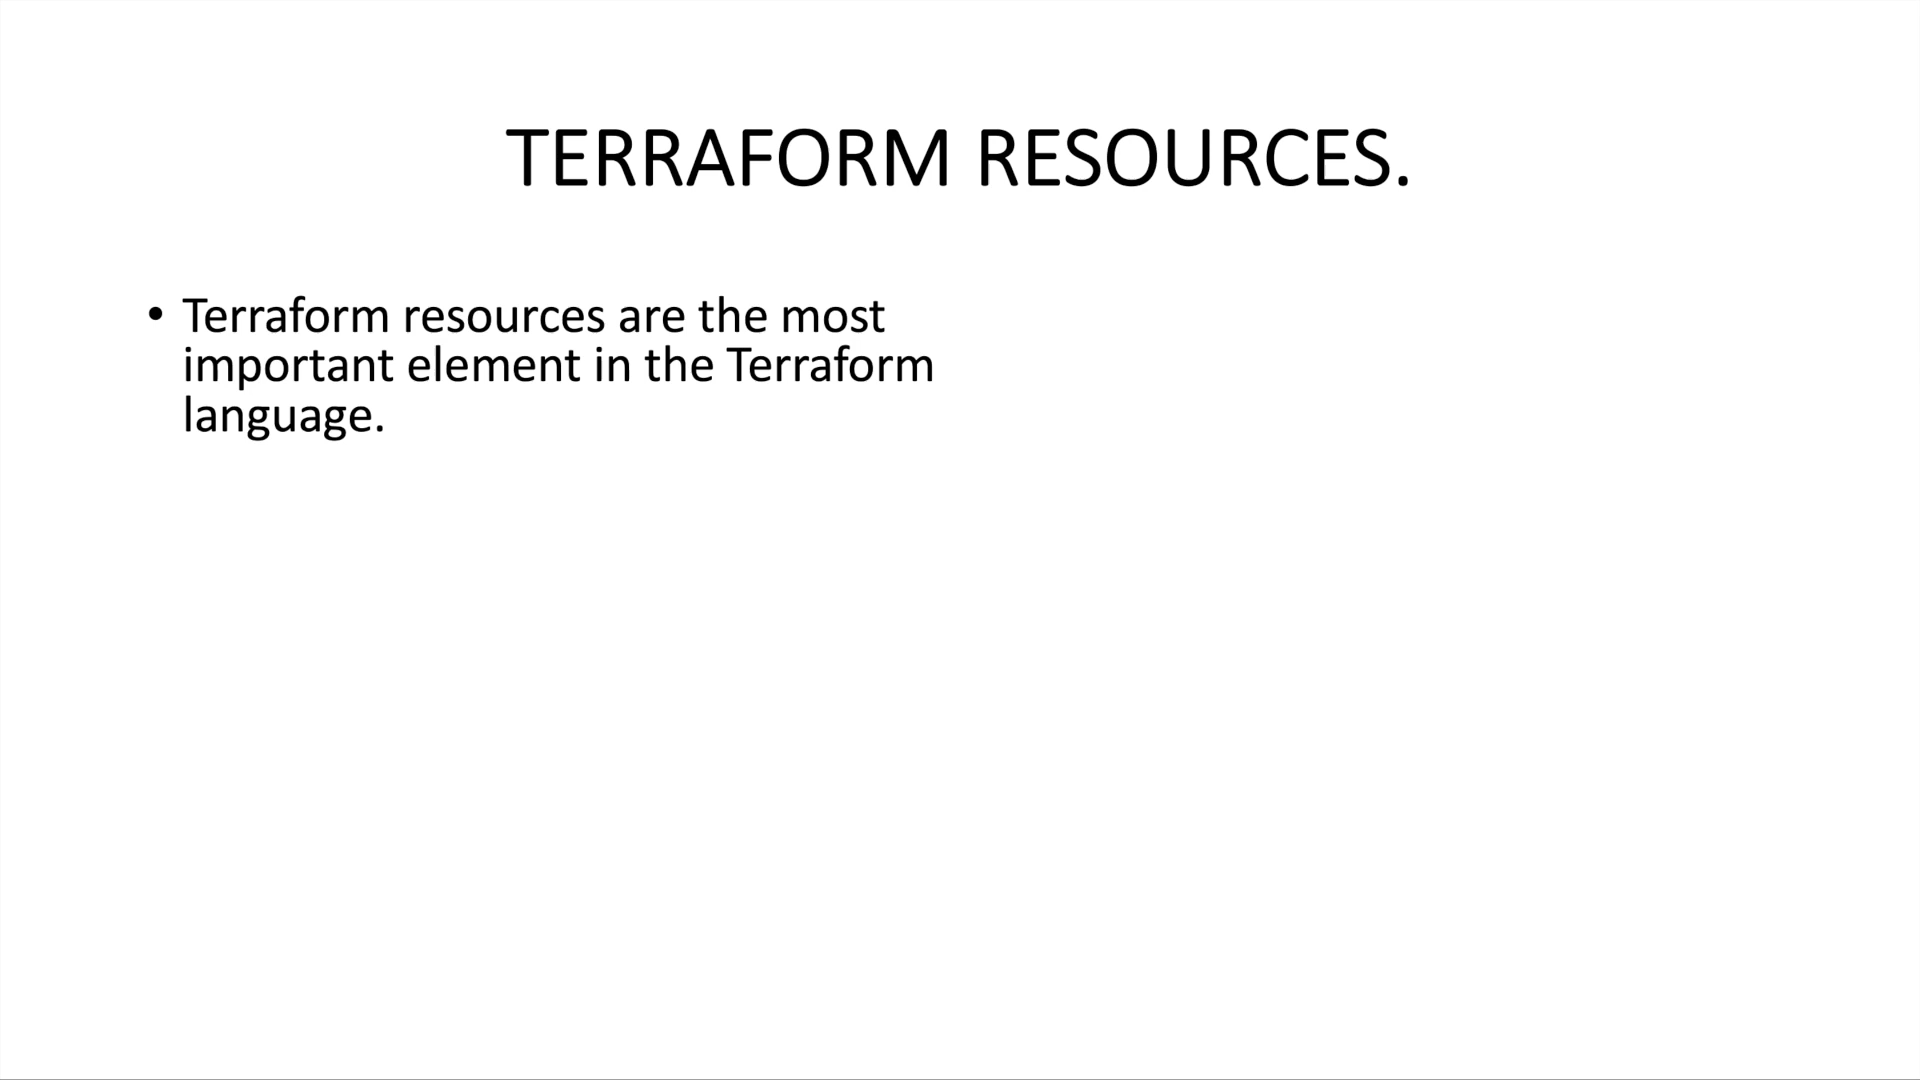 TERRAFORM RESOURCES.
• Terraform resources are the most
important element in the Terraform
language.